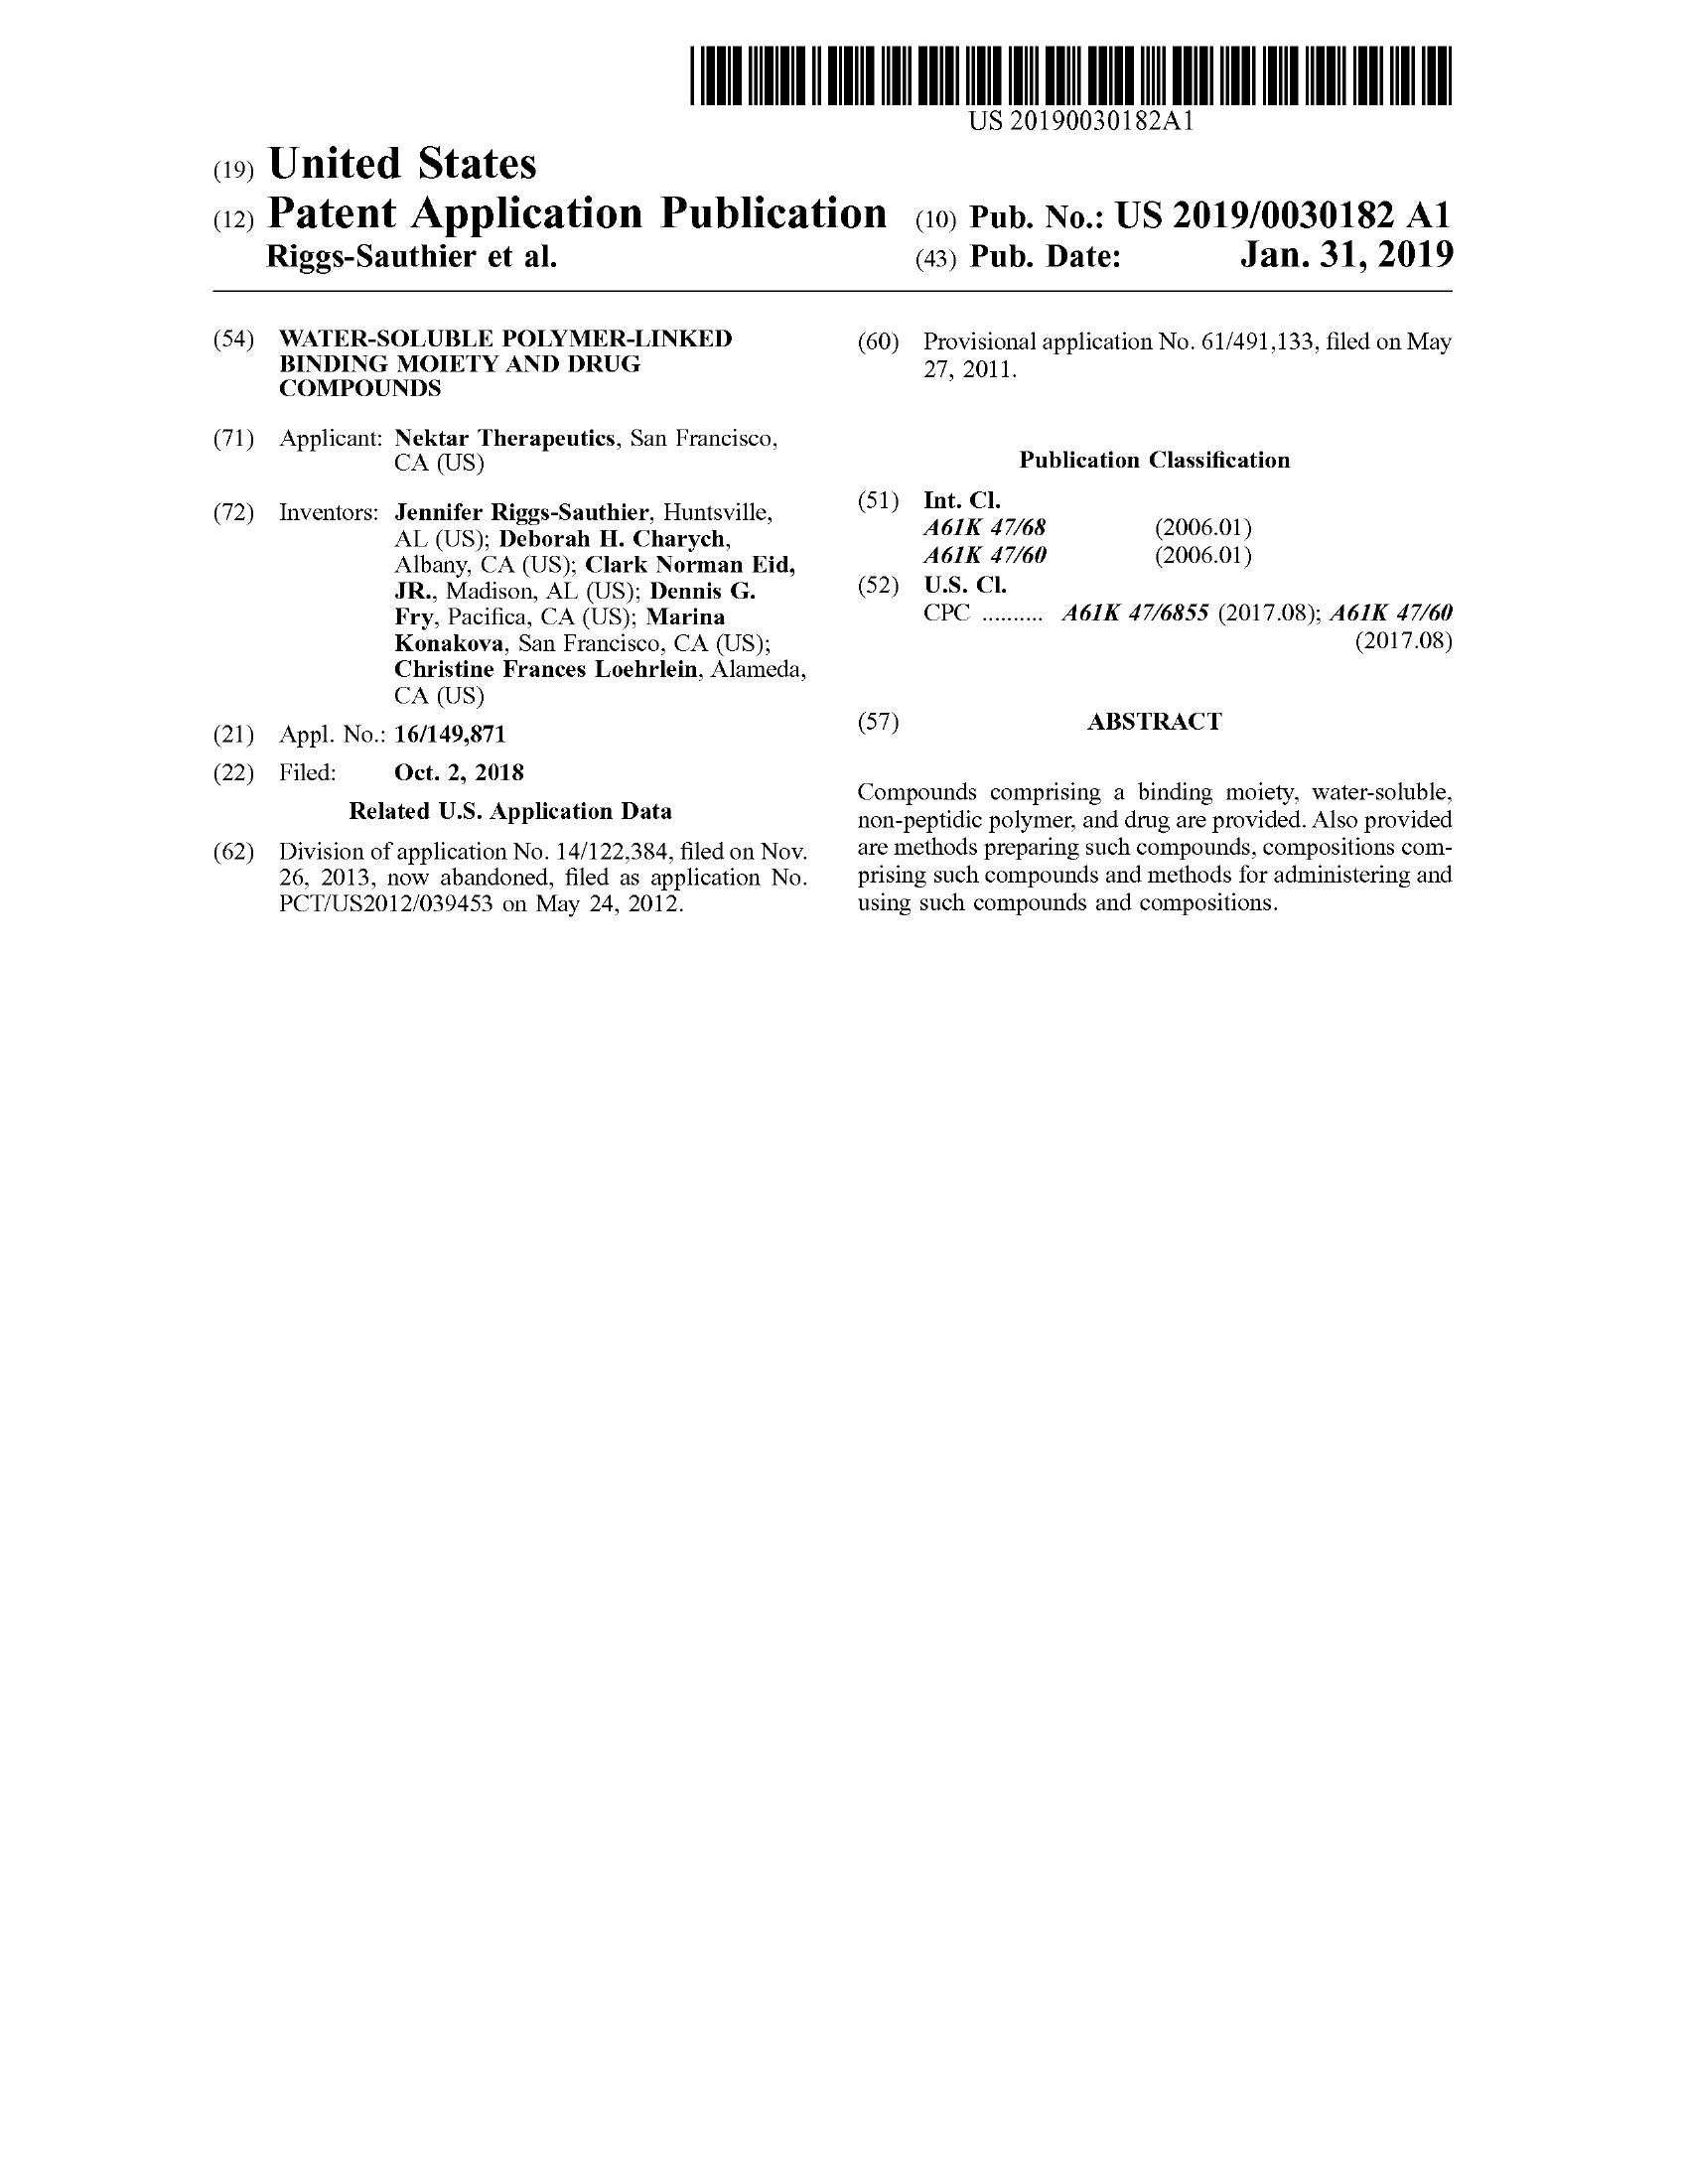 US 20190030182A1
(19) United States
(12) Patent Application Publication
Riggs-Sauthier et al.
(10) Pub. No.: US 2019/0030182 A1
(43) Pub. Date: Jan. 31, 2019
(54) WATER-SOLUBLE POLYMER-LINKED
BINDING MOIETY AND DRUG
COMPOUNDS
(71) Applicant: Nektar Therapeutics, San Francisco,
CA (US)
(72) Inventors: Jennifer Riggs-Sauthier, Huntsville,
AL (US); Deborah H. Charych,
Albany, CA (US); Clark Norman Eid,
JR., Madison, AL (US); Dennis G.
Fry, Pacifica, CA (US); Marina
Konakova, San Francisco, CA (US);
Christine Frances Loehrlein, Alameda,
CA (US)
(21) Appl. No.: 16/149,871
(22) Filed: Oct. 2, 2018
Related U.S. Application Data
(62) Division of application No. 14/122,384, filed on Nov.
26, 2013, now abandoned, filed as application No.
PCT/US2012/039453 on May 24, 2012.
(60) Provisional application No. 61/491,133, filed on May
27, 2011.
Publication Classification
(51) Int. Cl.
A61K 47/68 (2006.01)
A61K 47/60 (2006.01)
(52) U.S. Cl.
CPC .......... A61K 47/6855 (2017.08); A61K 47/60
(2017.08)
(57) ABSTRACT
Compounds comprising a binding moiety, water-soluble,
non-peptidic polymer, and drug are provided. Also provided
are methods preparing such compounds, compositions com-
prising such compounds and methods for administering and
using such compounds and compositions.